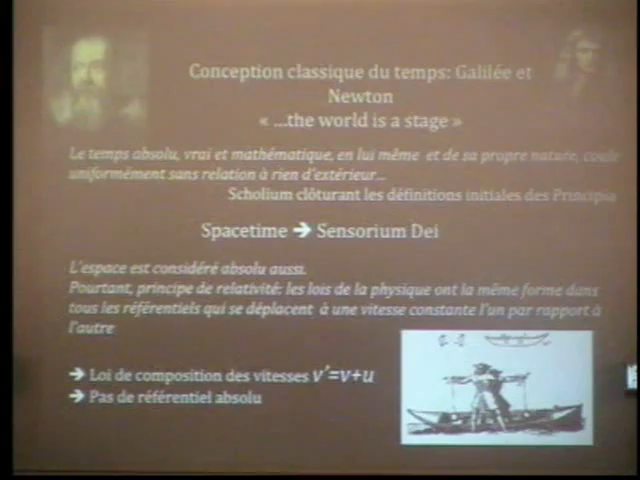 Conception classique du temps: Galilée et
Newton
« ...the world is a stage »
Le temps absolu, vrai et mathématique, en lui même et de sa propre nature, coule
uniformément sans relation à rien d'extérieur...
Scholium clôturant les définitions initiales des Principia
Spacetime ➔ Sensorium Dei
L'espace est considéré absolu aussi.
Pourtant, principe de relativité: les lois de la physique ont la même forme dans
tous les référentiels qui se déplacent à une vitesse constante l'un par rapport à
l'autre
➔ Loi de composition des vitesses v'=v+u
➔ Pas de référentiel absolu